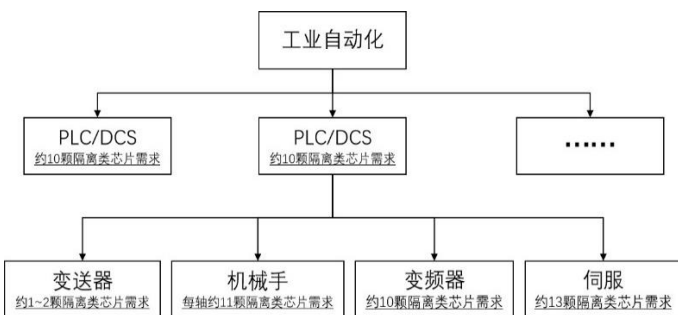 工业自动化
PLC/DCS
约10颗隔离类芯片需求
PLC/DCS
约10颗隔离类芯片需求
……
变送器
约1~2颗隔离类芯片需求
机械手
每轴约11颗隔离类芯片需求
变频器
约10颗隔离类芯片需求
伺服
约13颗隔离类芯片需求